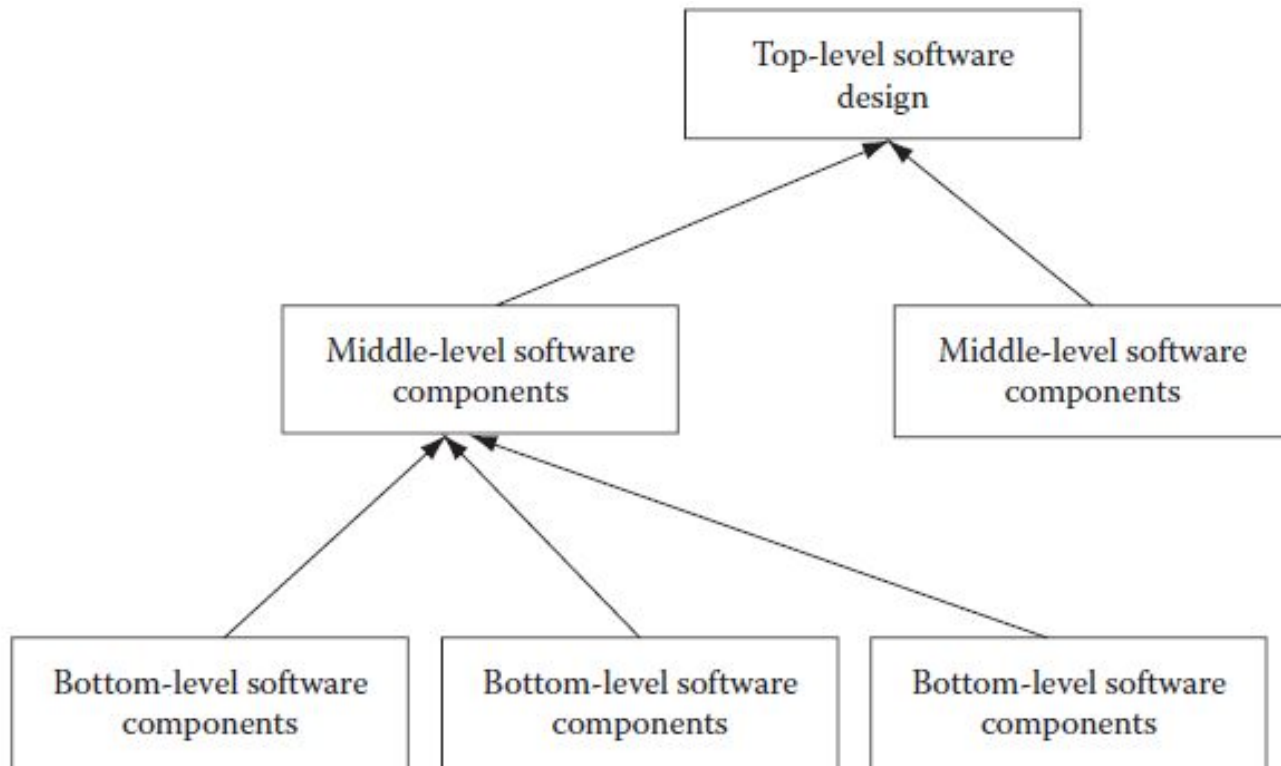 Top-level software
design
Middle-level software
components
Middle-level software
components
Bottom-level software
components
Bottom-level software
components
Bottom-level software
components